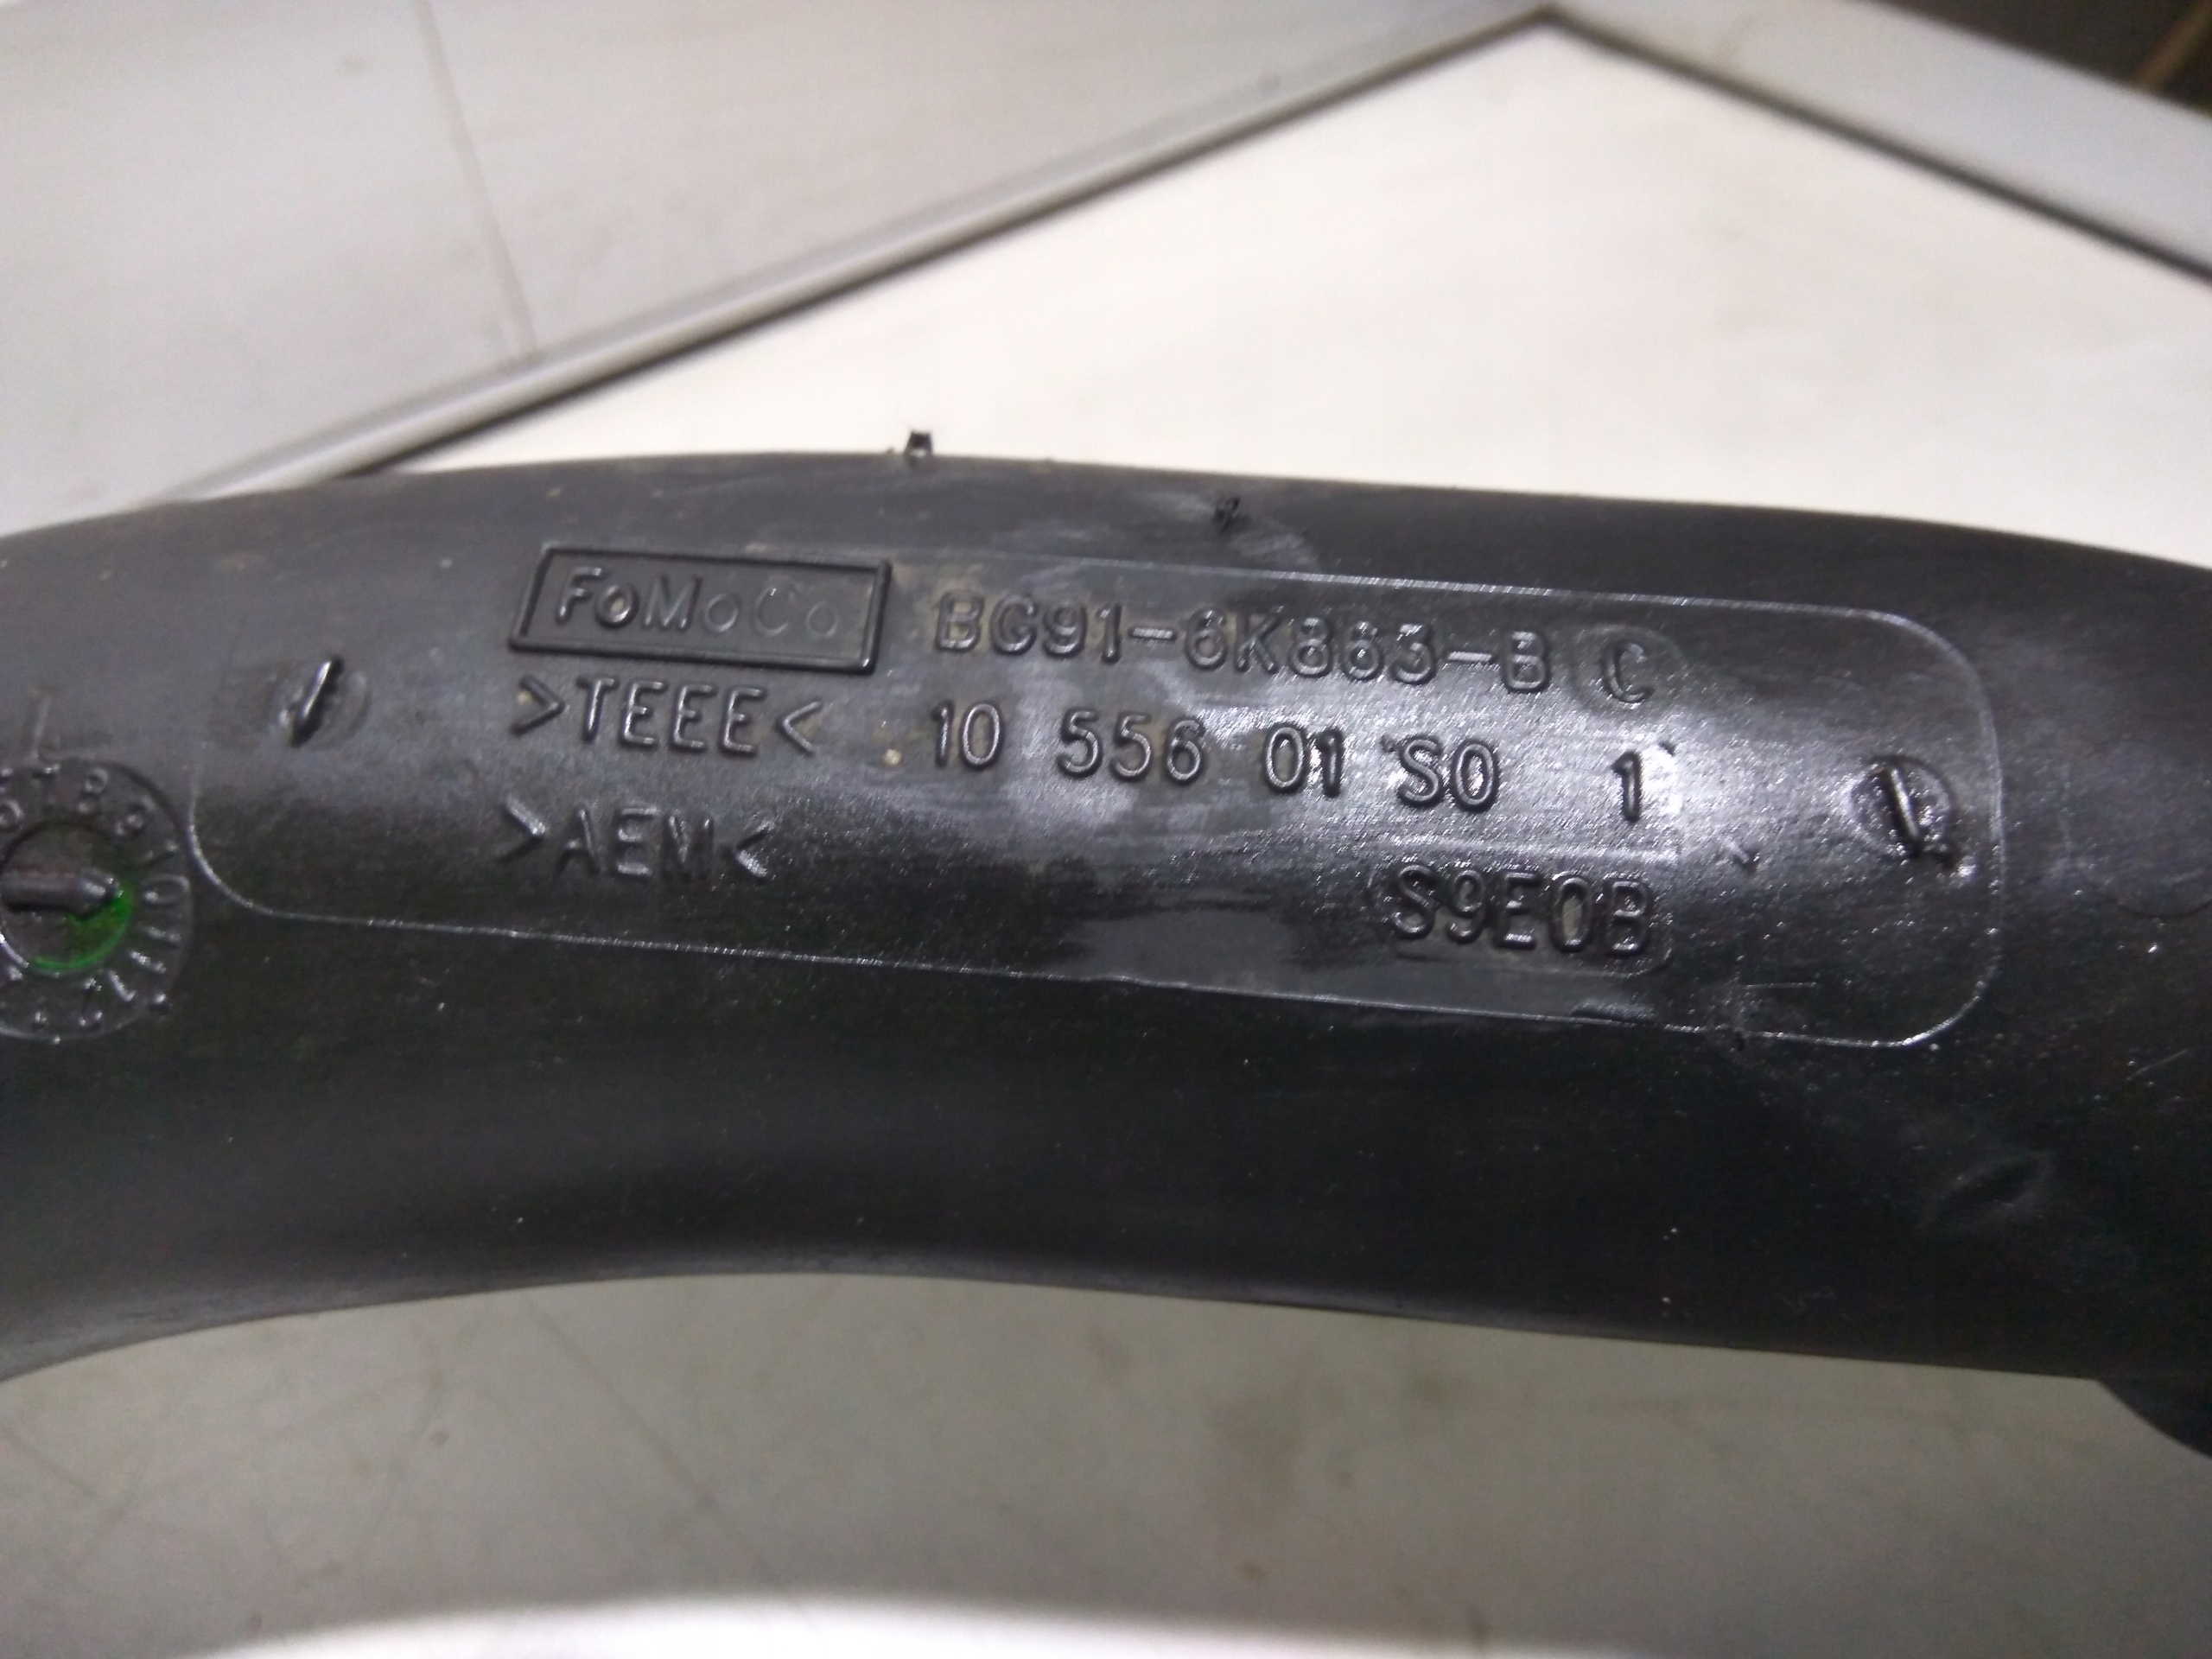 FoMoCo BG91-6K863-B C
>TEEE< 10 556 01 S0 1
>AEM<
S9E0B